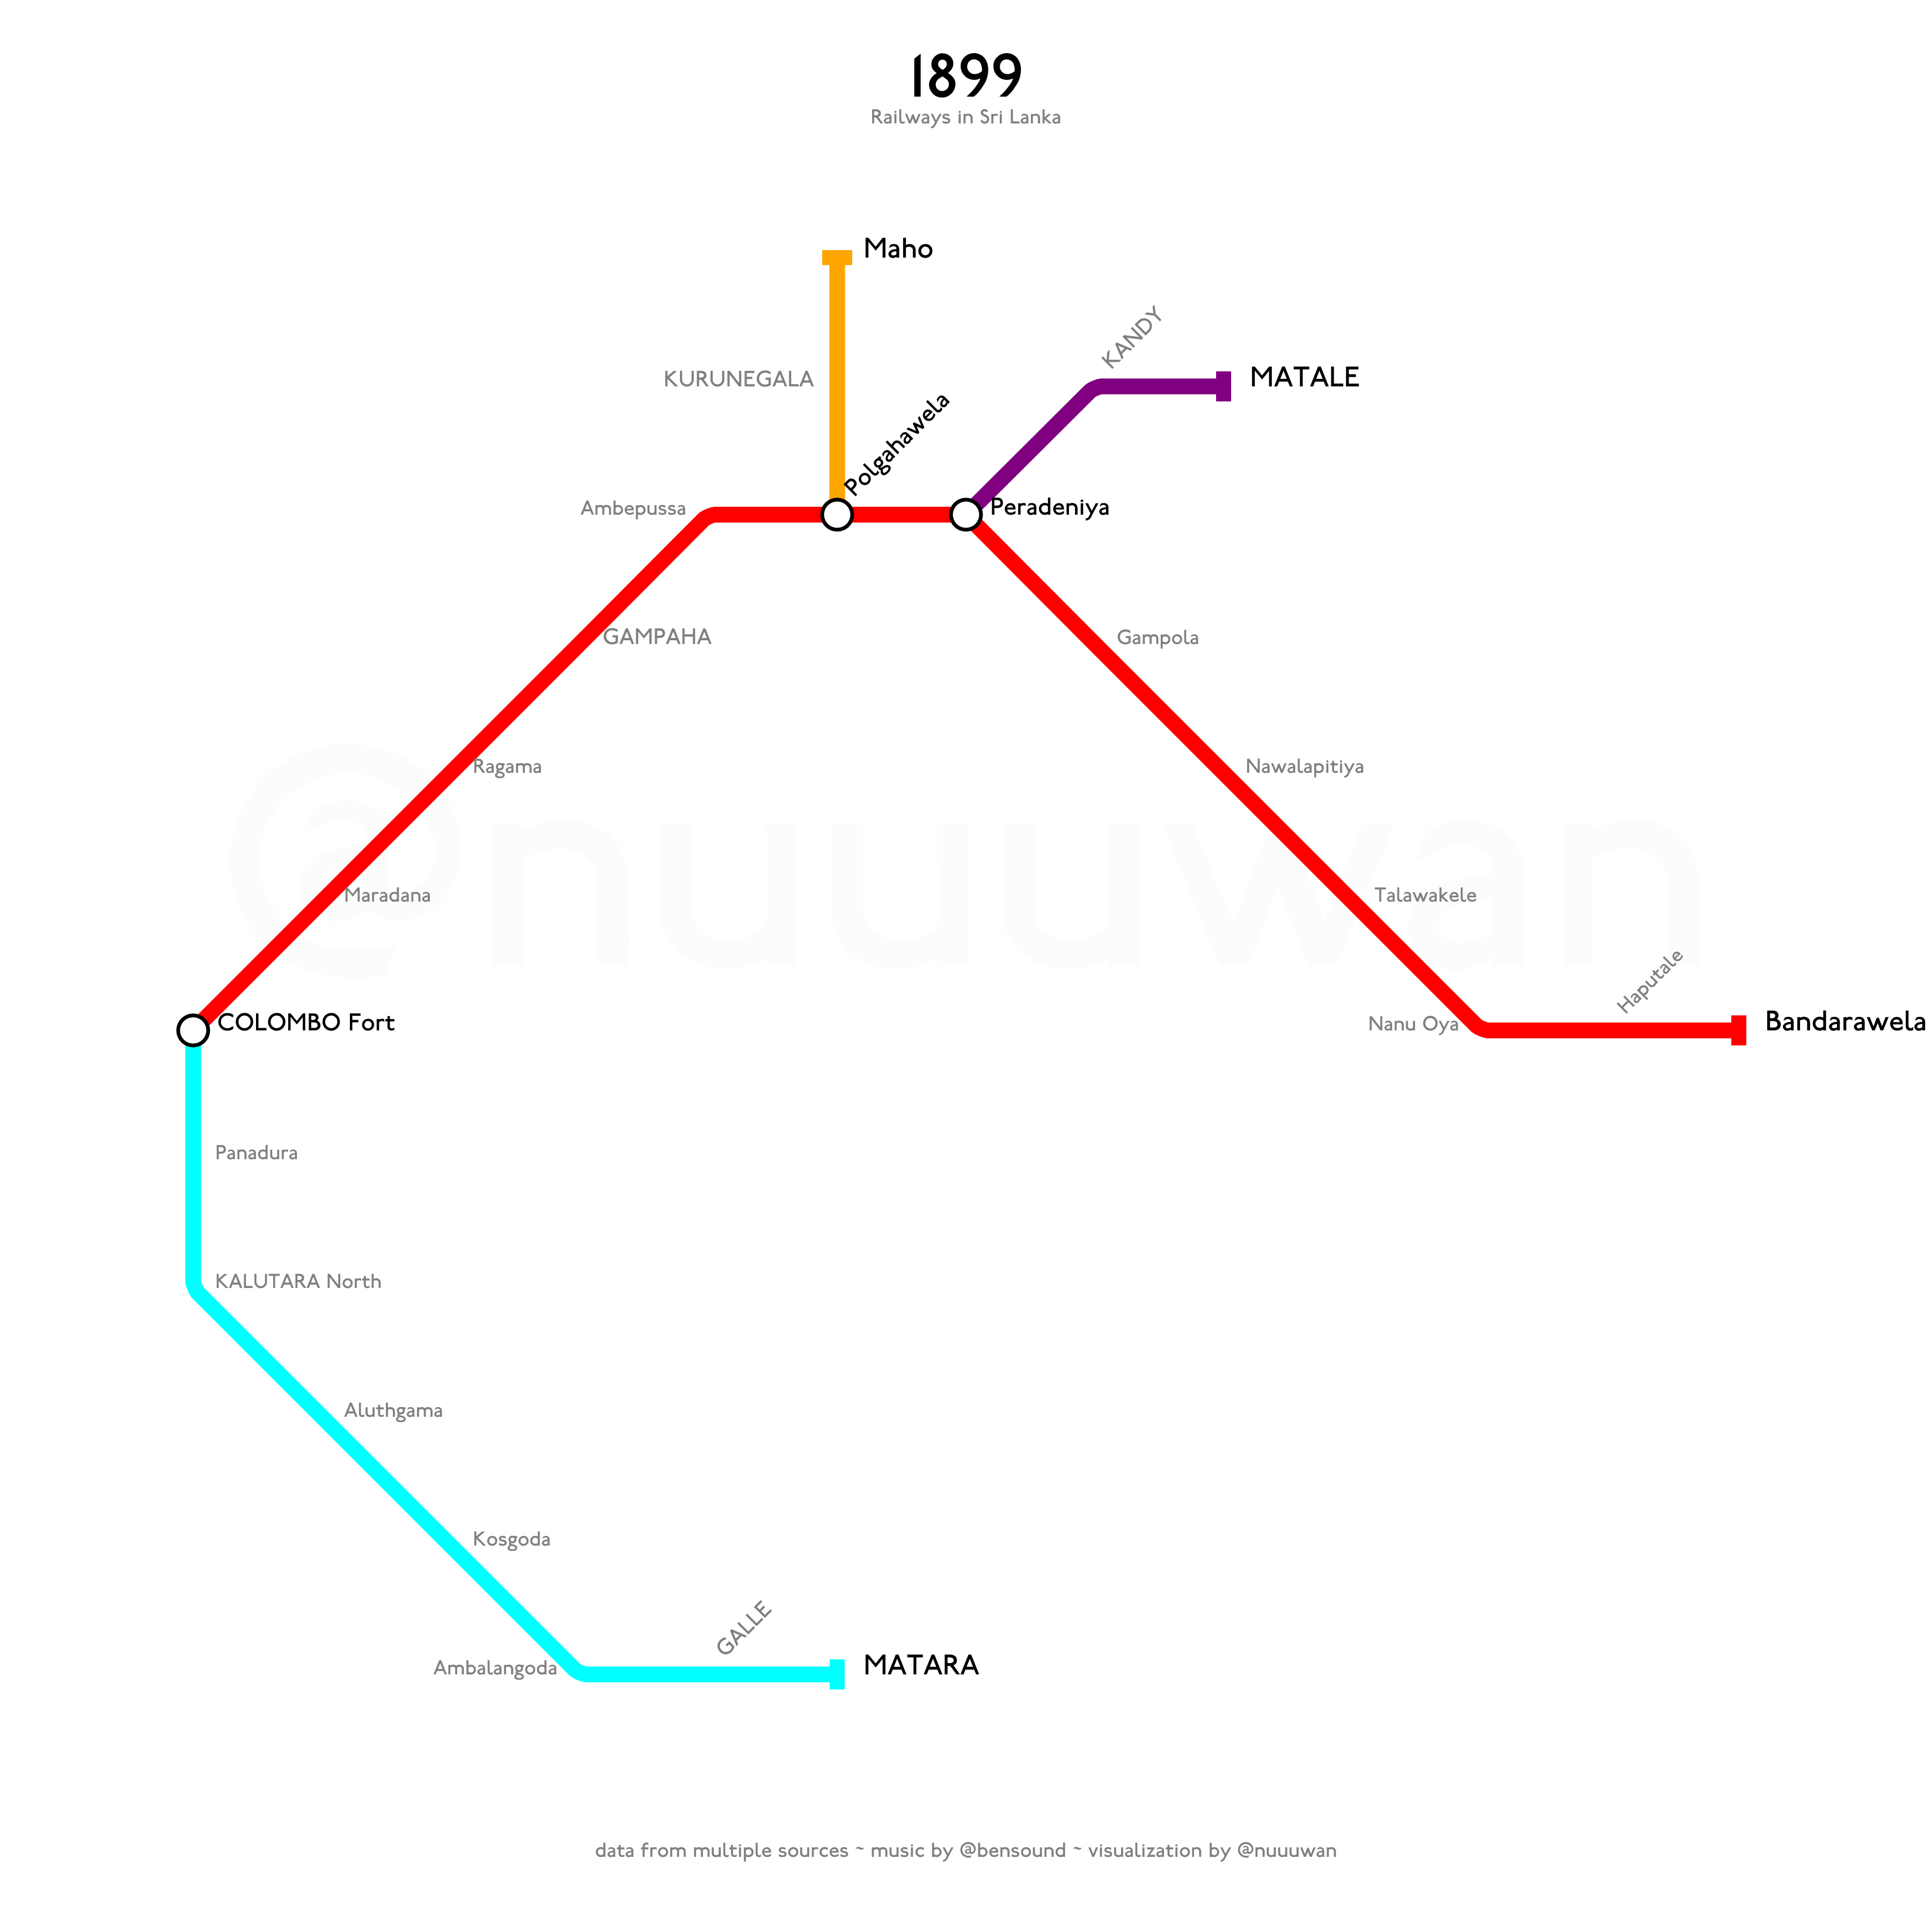 1899
Railways in Sri Lanka
Maho
KANDY
MATALE
KURUNEGALA
Polgahawela
Ambepussa
Peradeniya
GAMPAHA
Gampola
Ragama
Nawalapitiya
@nuuuwan
Maradana
Talawakele
Haputale
COLOMBO Fort
Nanu Oya
Bandarawela
Panadura
KALUTARA North
Aluthgama
Kosgoda
GALLE
Ambalangoda
MATARA
data from multiple sources ~ music by @bensound ~ visualization by @nuuuwan